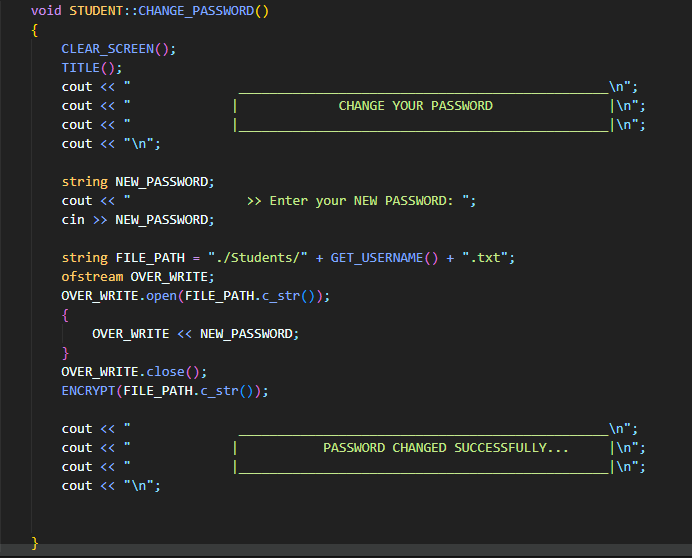 void STUDENT::CHANGE_PASSWORD()
{
    CLEAR_SCREEN();
    TITLE();
    cout << "              ________________________________________________\n";
    cout << "             |             CHANGE YOUR PASSWORD               |\n";
    cout << "             |________________________________________________|\n";
    cout << "\n";
    string NEW_PASSWORD;
    cout << "               >> Enter your NEW PASSWORD: ";
    cin >> NEW_PASSWORD;
    string FILE_PATH = "./Students/" + GET_USERNAME() + ".txt";
    ofstream OVER_WRITE;
    OVER_WRITE.open(FILE_PATH.c_str());
    {
        OVER_WRITE << NEW_PASSWORD;
    }
    OVER_WRITE.close();
    ENCRYPT(FILE_PATH.c_str());
    cout << "              ________________________________________________\n";
    cout << "             |           PASSWORD CHANGED SUCCESSFULLY...     |\n";
    cout << "             |________________________________________________|\n";
    cout << "\n";
}